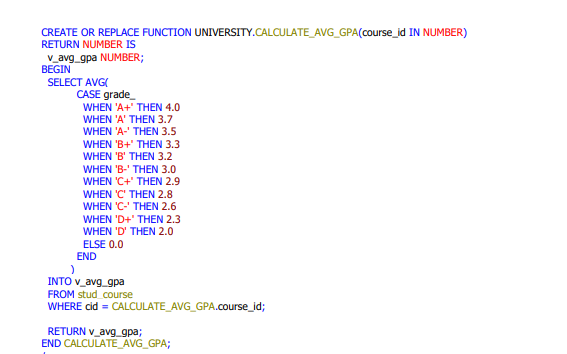 CREATE OR REPLACE FUNCTION UNIVERSITY.CALCULATE_AVG_GPA(course_id IN NUMBER)
RETURN NUMBER IS
v_avg_gpa NUMBER;
BEGIN
SELECT AVG(
CASE grade_
WHEN 'A+' THEN 4.0
WHEN 'A' THEN 3.7
WHEN 'A-' THEN 3.5
WHEN 'B+' THEN 3.3
WHEN 'B' THEN 3.2
WHEN 'B-' THEN 3.0
WHEN 'C+' THEN 2.9
WHEN 'C' THEN 2.8
WHEN 'C-' THEN 2.6
WHEN 'D+' THEN 2.3
WHEN 'D' THEN 2.0
ELSE 0.0
END
)
INTO v_avg_gpa
FROM stud_course
WHERE cid = CALCULATE_AVG_GPA.course_id;
RETURN v_avg_gpa;
END CALCULATE_AVG_GPA;